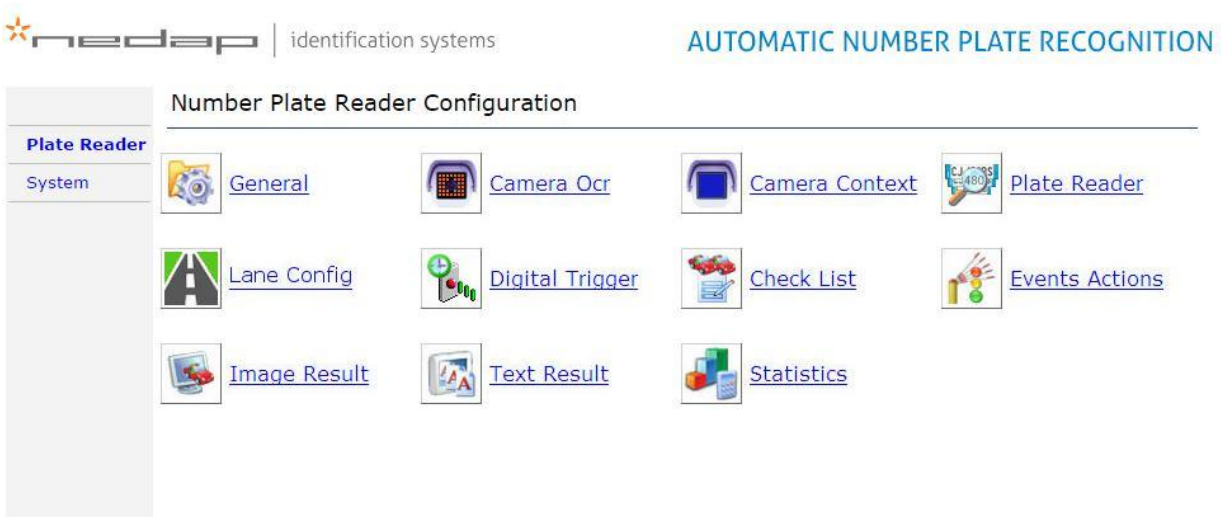 nedap identification systems AUTOMATIC NUMBER PLATE RECOGNITION
Number Plate Reader Configuration
Plate Reader
System
General Camera Ocr Camera Context Plate Reader
Lane Config Digital Trigger Check List Events Actions
Image Result Text Result Statistics